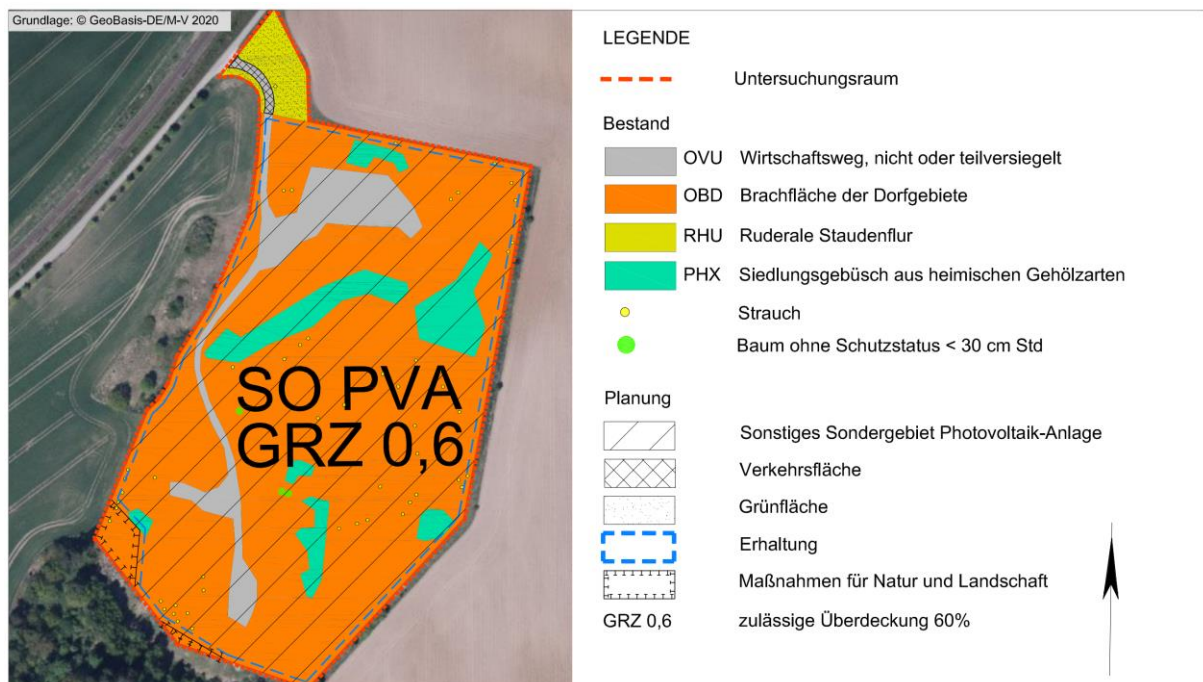 Grundlage: © GeoBasis-DE/M-V 2020
SO PVA
GRZ 0,6
LEGENDE
Untersuchungsraum
Bestand
OVU Wirtschaftsweg, nicht oder teilversiegelt
OBD Brachfläche der Dorfgebiete
RHU Ruderale Staudenflur
PHX Siedlungsgebüsch aus heimischen Gehölzarten
Strauch
Baum ohne Schutzstatus < 30 cm Std
Planung
Sonstiges Sondergebiet Photovoltaik-Anlage
Verkehrsfläche
Grünfläche
Erhaltung
Maßnahmen für Natur und Landschaft
GRZ 0,6 zulässige Überdeckung 60%